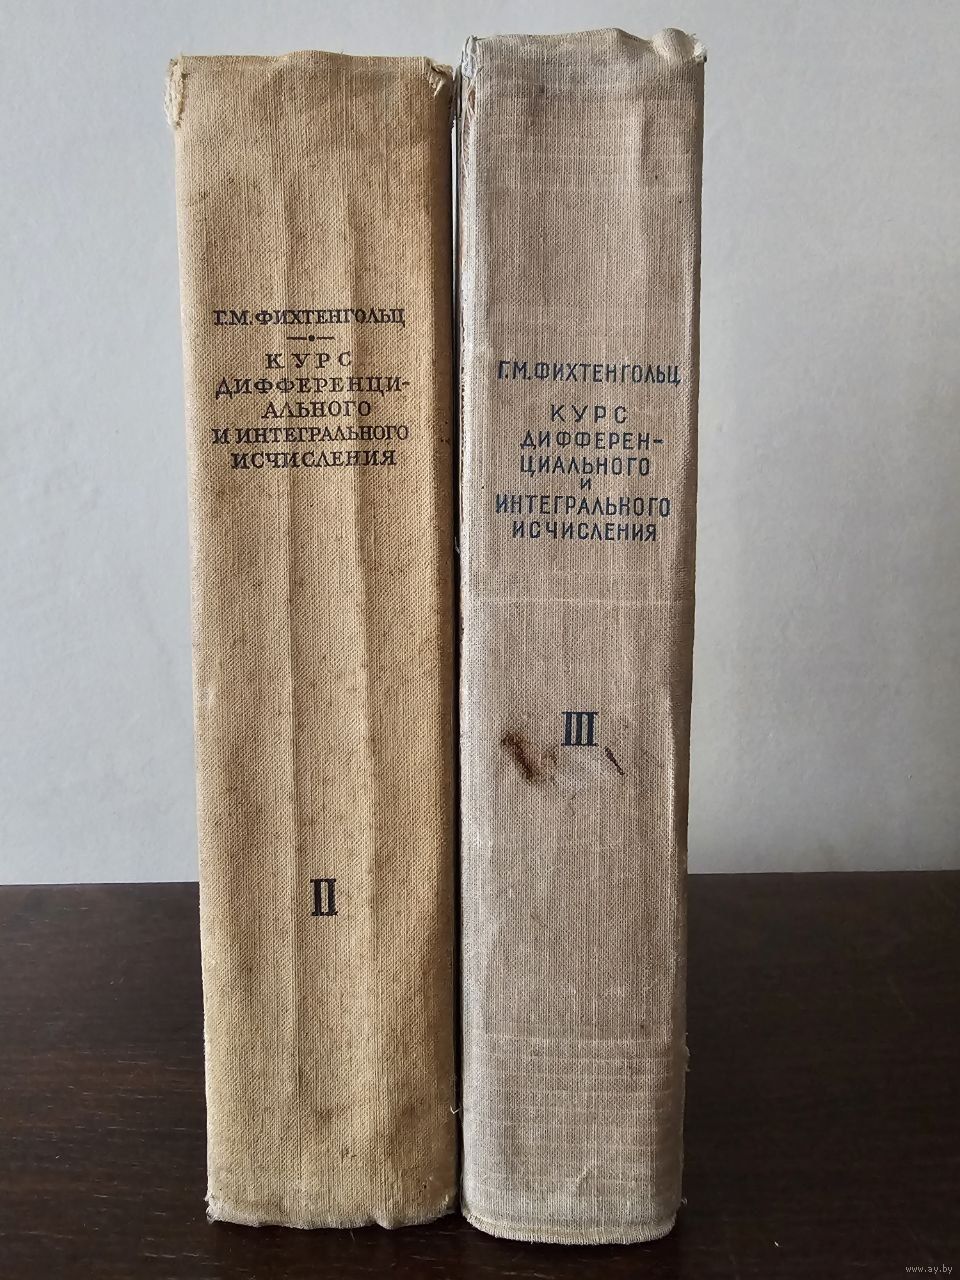 Г.М.ФИХТЕНГОЛЬЦ
КУРС
ДИФФЕРЕНЦИ-
АЛЬНОГО
И ИНТЕГРАЛЬНОГО
ИСЧИСЛЕНИЯ
II
Г.М.ФИХТЕНГОЛЬЦ
КУРС
ДИФФЕРЕН-
ЦИАЛЬНОГО
И
ИНТЕГРАЛЬНОГО
ИСЧИСЛЕНИЯ
III
www.ay.by